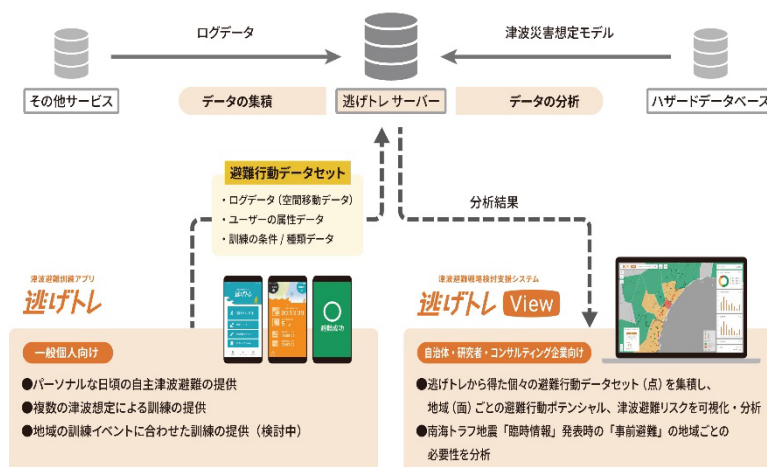 ログデータ
津波災害想定モデル
その他サービス
データの集積
逃げトレ サーバー
データの分析
ハザードデータベース
避難行動データセット
・ログデータ（空間移動データ）
・ユーザーの属性データ
・訓練の条件 / 種類データ
分析結果
津波避難訓練アプリ
逃げトレ
逃げトレ
避難成功
津波避難戦略検討支援システム
逃げトレ View
一般個人向け
●パーソナルな日頃の自主津波避難の提供
●複数の津波想定による訓練の提供
●地域の訓練イベントに合わせた訓練の提供（検討中）
自治体・研究者・コンサルティング企業向け
●逃げトレから得た個々の避難行動データセット（点）を集積し、
地域（面）ごとの避難行動ポテンシャル、津波避難リスクを可視化・分析
●南海トラフ地震「臨時情報」発表時の「事前避難」の地域ごとの
必要性を分析